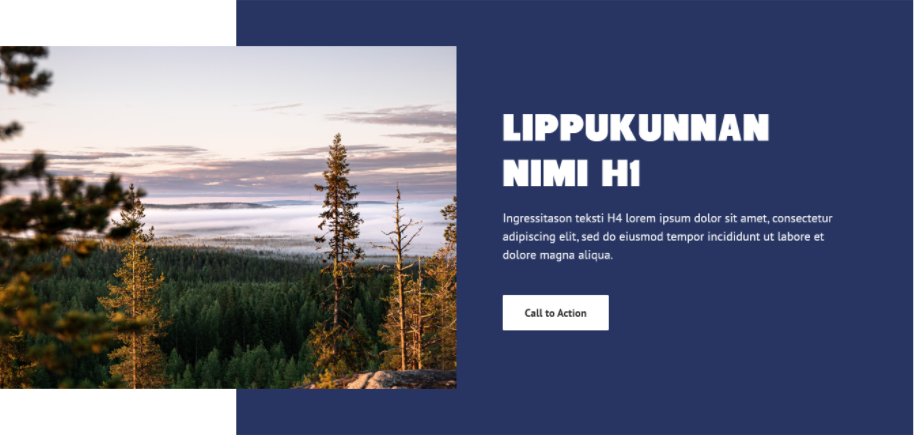 LIPPUKUNNAN
NIMI H1
Ingressitason teksti H4 lorem ipsum dolor sit amet, consectetur
adipiscing elit, sed do eiusmod tempor incididunt ut labore et
dolore magna aliqua.
Call to Action